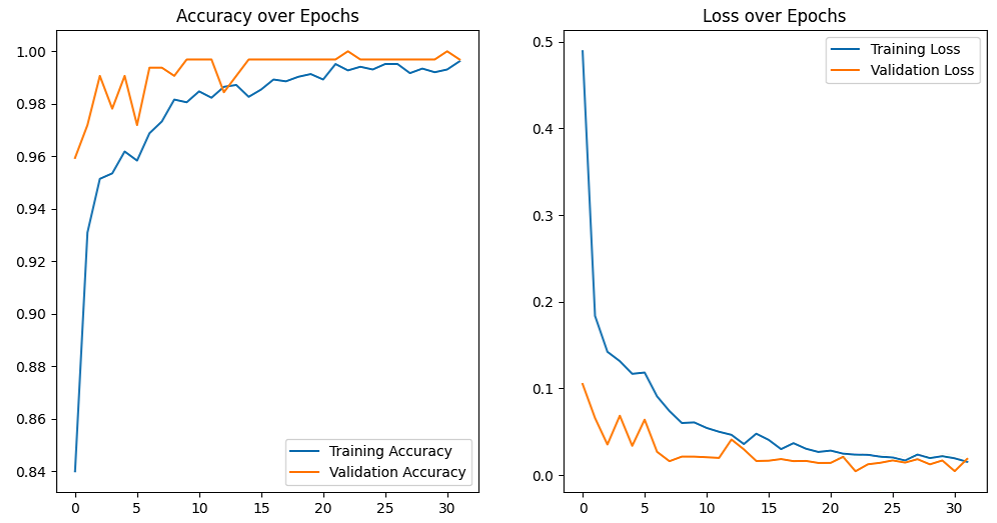 Accuracy over Epochs
1.00
0.98
0.96
0.94
0.92
0.90
0.88
0.86
0.84
0 5 10 15 20 25 30
Training Accuracy
Validation Accuracy
Loss over Epochs
0.5
0.4
0.3
0.2
0.1
0.0
0 5 10 15 20 25 30
Training Loss
Validation Loss